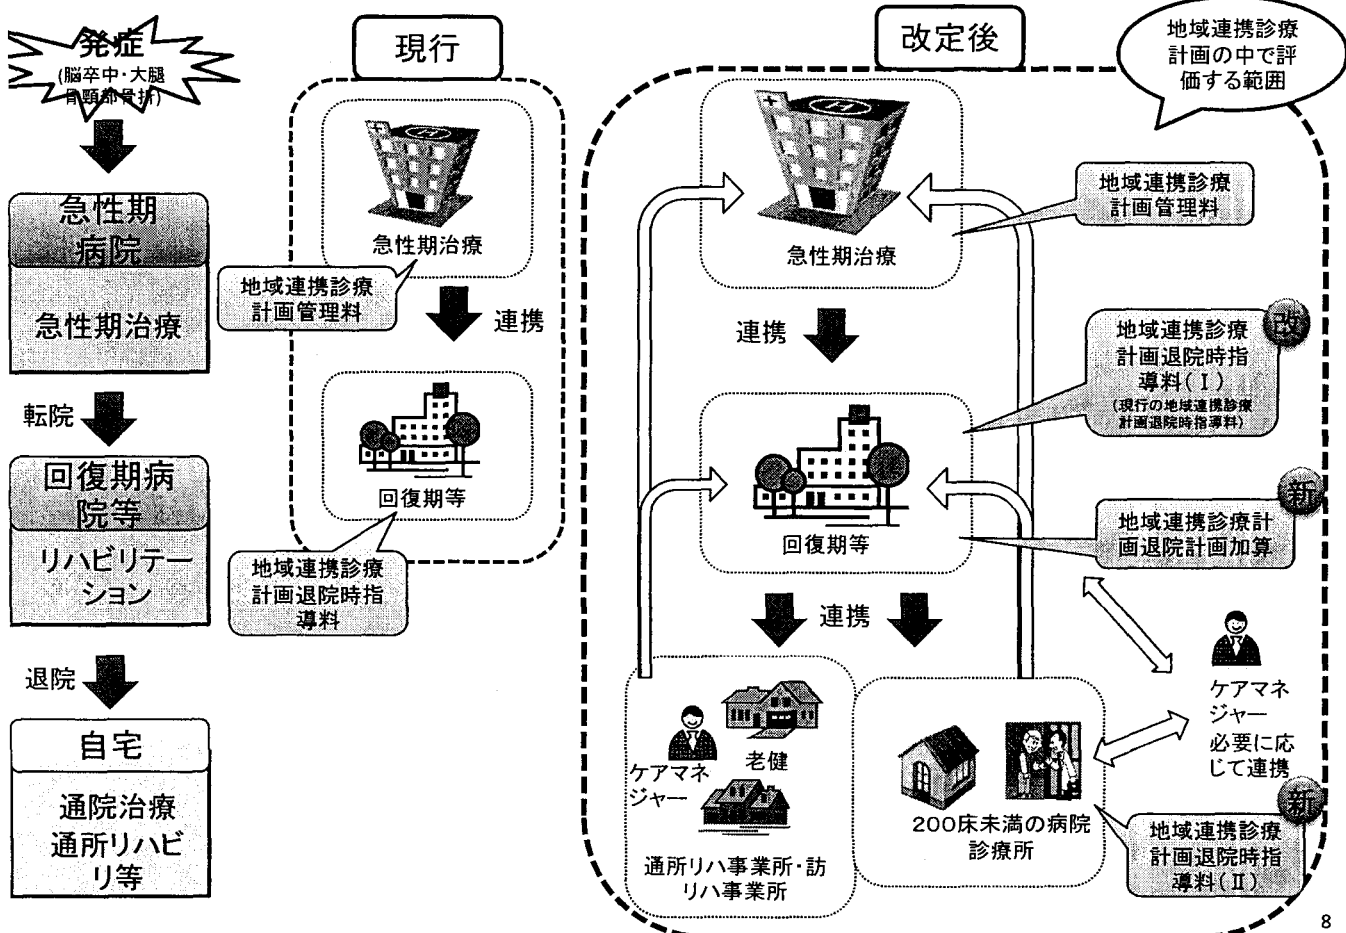 発症
(脳卒中・大腿
骨頸部骨折)
急性期
病院
急性期治療
転院
回復期病
院等
リハビリテー
ション
退院
自宅
通院治療
通所リハビ
リ等
現行
急性期治療
地域連携診療
計画管理料
連携
回復期等
地域連携診療
計画退院時指
導料
改定後
地域連携診療
計画の中で評
価する範囲
急性期治療
地域連携診療
計画管理料
連携
改
地域連携診療
計画退院時指
導料(Ⅰ)
(現行の地域連携診療
計画退院時指導料)
回復期等
新
地域連携診療計
画退院計画加算
連携
ケアマネ
ジャー
老健
通所リハ事業所・訪
リハ事業所
200床未満の病院
診療所
ケアマネ
ジャー
必要に応
じて連携
新
地域連携診療
計画退院時指
導料(Ⅱ)
8